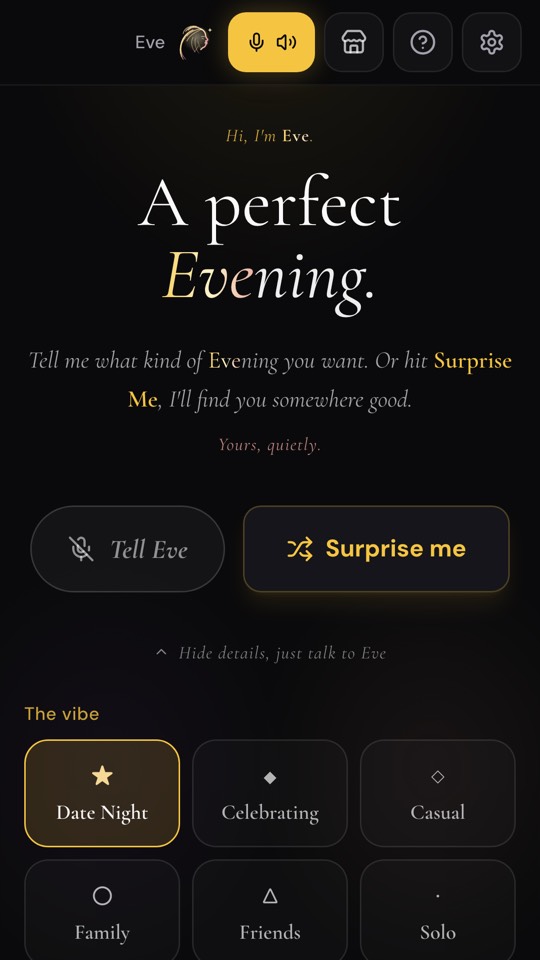 Eve
Hi, I'm Eve.
A perfect
Evening.
Tell me what kind of Evening you want. Or hit Surprise
Me, I'll find you somewhere good.
Yours, quietly.
Tell Eve
Surprise me
Hide details, just talk to Eve
The vibe
Date Night
Celebrating
Casual
Family
Friends
Solo